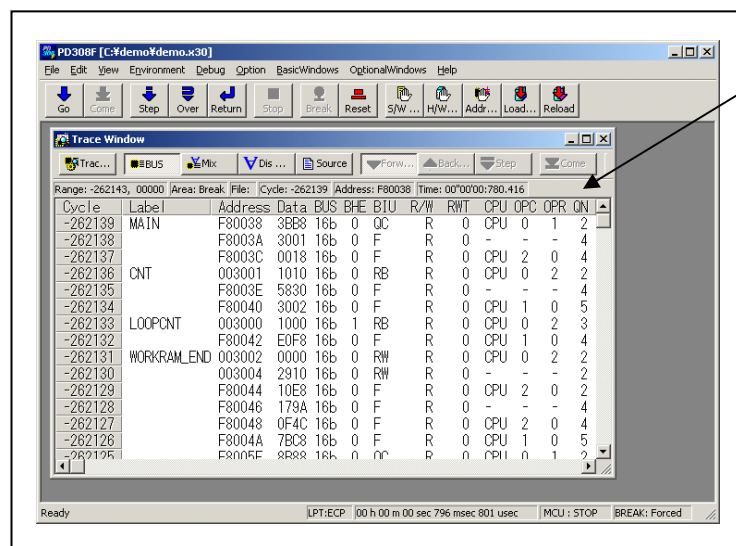 PD308F [C:¥demo¥demo.x30]
File Edit View Environment Debug Option BasicWindows OptionalWindows Help
Go Come Step Over Return Stop Break Reset S/W ... H/W... Addr... Load... Reload
Trace Window
Trac... BUS Mix Dis ... Source Forw... Back... Step Come
Range: -262143, 00000 Area: Break File: Cycle: -262139 Address: F80038 Time: 00"00'00:780.416
Cycle Label Address Data BUS BHE BIU R/W RWT CPU OPC OPR QN
-262139 MAIN F80038 3BB8 16b 0 QC R 0 CPU 0 1 2
-262138 F8003A 3001 16b 0 F R 0 - - - 4
-262137 F8003C 0018 16b 0 F R 0 CPU 2 0 4
-262136 CNT 003001 1010 16b 0 RB R 0 CPU 0 2 2
-262135 F8003E 5830 16b 0 F R 0 - - - 4
-262134 F80040 3002 16b 0 F R 0 CPU 1 0 5
-262133 LOOPCNT 003000 1000 16b 1 RB R 0 CPU 0 2 3
-262132 F80042 E0F8 16b 0 F R 0 CPU 1 0 4
-262131 WORKRAM_END 003002 0000 16b 0 RW R 0 CPU 0 2 2
-262130 003004 2910 16b 0 RW R 0 - - - 2
-262129 F80044 10E8 16b 0 F R 0 CPU 2 0 2
-262128 F80046 179A 16b 0 F R 0 - - - 4
-262127 F80048 0F4C 16b 0 F R 0 CPU 2 0 4
-262126 F8004A 7BC8 16b 0 F R 0 CPU 1 0 5
-262125 F8005E 8B88 16b 0 QC R 0 CPU 0 1 2
Ready LPT:ECP 00 h 00 m 00 sec 796 msec 801 usec MCU : STOP BREAK: Forced